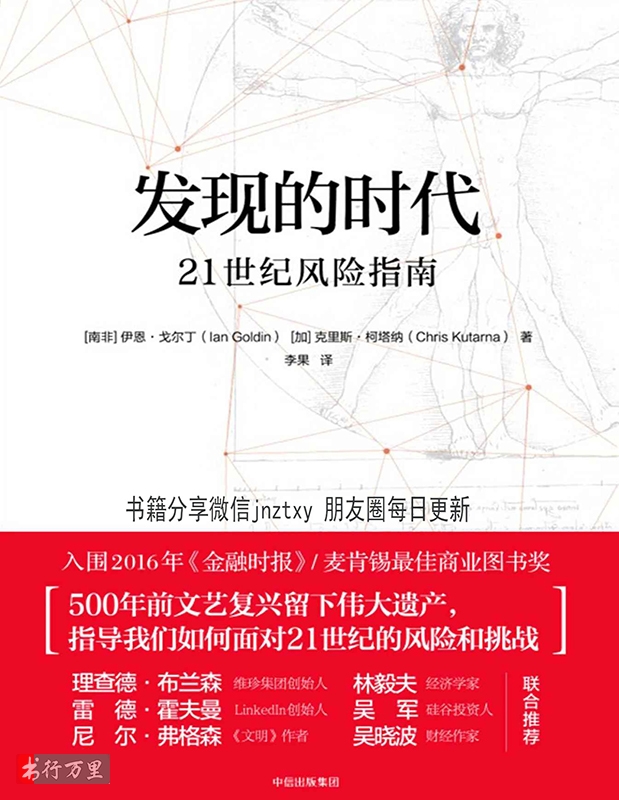 发现的时代
21世纪风险指南
[南非] 伊恩·戈尔丁（Ian Goldin） [加] 克里斯·柯塔纳（Chris Kutarna） 著
李果 译
书籍分享微信jnztxy 朋友圈每日更新
入围2016年《金融时报》/麦肯锡最佳商业图书奖
500年前文艺复兴留下伟大遗产，
指导我们如何面对21世纪的风险和挑战
理查德·布兰森 维珍集团创始人 林毅夫 经济学家
雷 德·霍夫曼 LinkedIn创始人 吴 军 硅谷投资人
尼 尔·弗格森 《文明》作者 吴晓波 财经作家
联合推荐
书行万里
中信出版集团